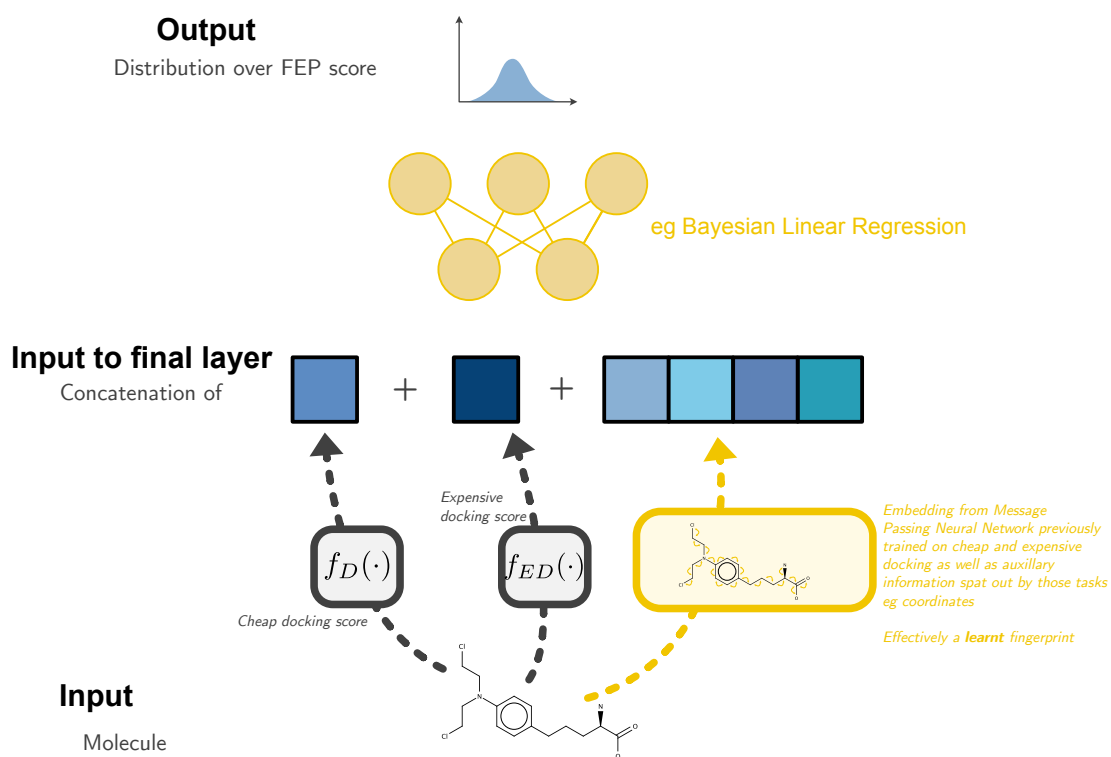 Output
Distribution over FEP score
eg Bayesian Linear Regression
Input to final layer
Concatenation of
+
+
Expensive
docking score
f_D(·)
f_ED(·)
Cheap docking score
Cl
N
Cl
N
O
O
Embedding from Message
Passing Neural Network previously
trained on cheap and expensive
docking as well as auxillary
information spat out by those tasks
eg coordinates
Effectively a learnt fingerprint
Input
Molecule
Cl
N
Cl
N
O
O